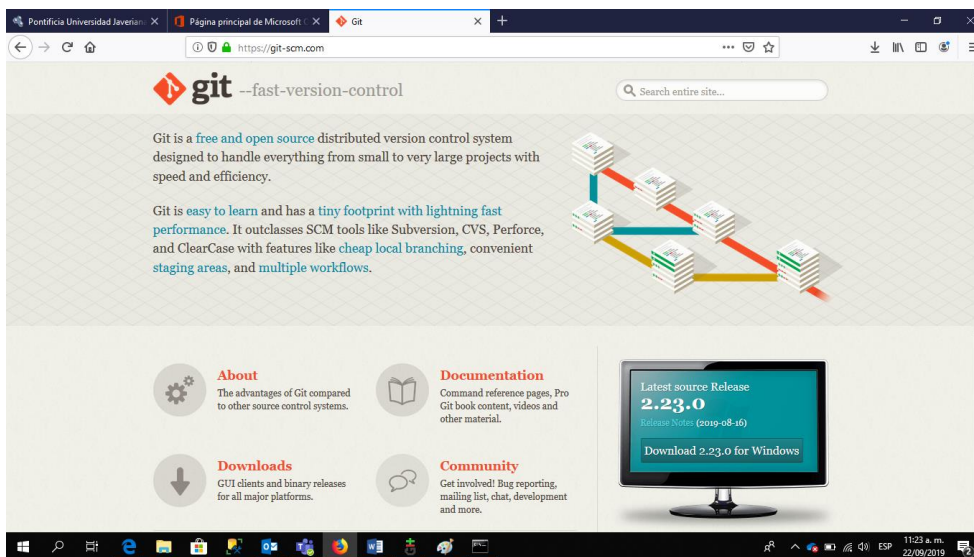 Pontificia Universidad Javerian
Página principal de Microsoft O
Git
https://git-scm.com
git --fast-version-control
Search entire site...
Git is a free and open source distributed version control system
designed to handle everything from small to very large projects with
speed and efficiency.
Git is easy to learn and has a tiny footprint with lightning fast
performance. It outclasses SCM tools like Subversion, CVS, Perforce,
and ClearCase with features like cheap local branching, convenient
staging areas, and multiple workflows.
About
The advantages of Git compared
to other source control systems.
Documentation
Command reference pages, Pro
Git book content, videos and
other material.
Downloads
GUI clients and binary releases
for all major platforms.
Community
Get involved! Bug reporting,
mailing list, chat, development
and more.
Latest source Release
2.23.0
Release Notes (2019-08-16)
Download 2.23.0 for Windows
ESP
11:23 a. m.
22/09/2019